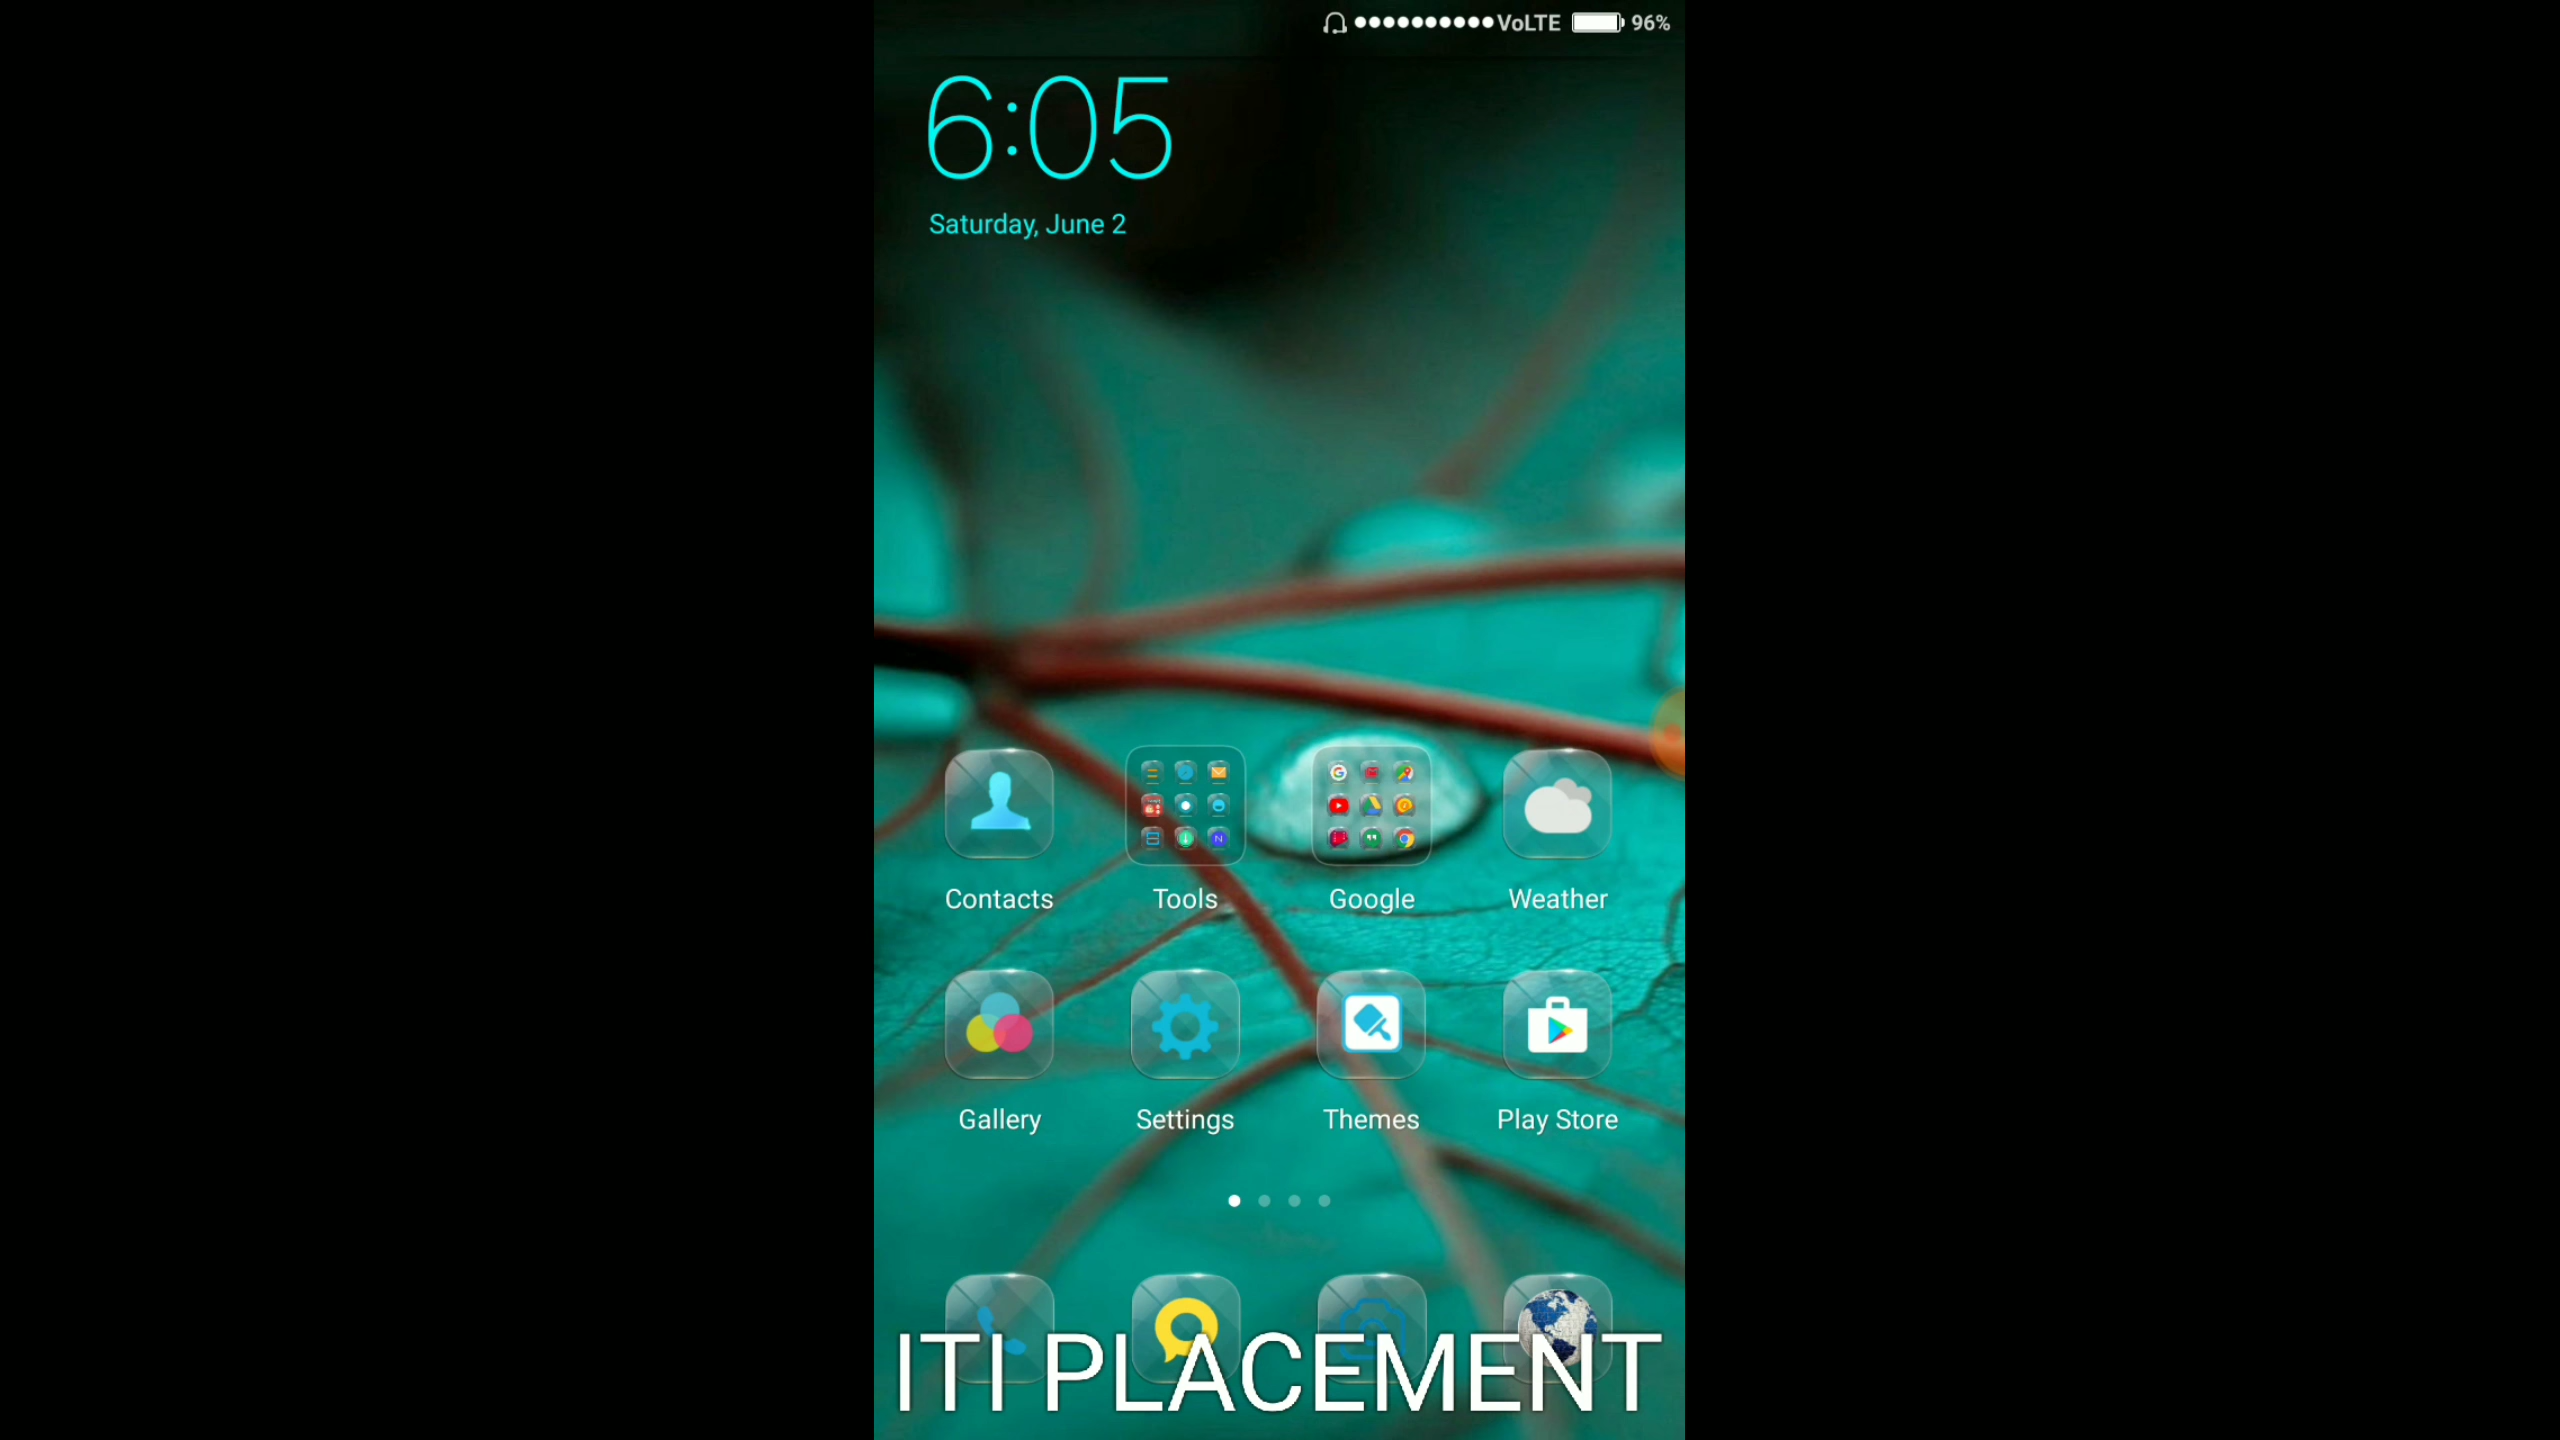 VoLTE 96%
6:05
Saturday, June 2
Contacts Tools Google Weather
Gallery Settings Themes Play Store
ITI PLACEMENT